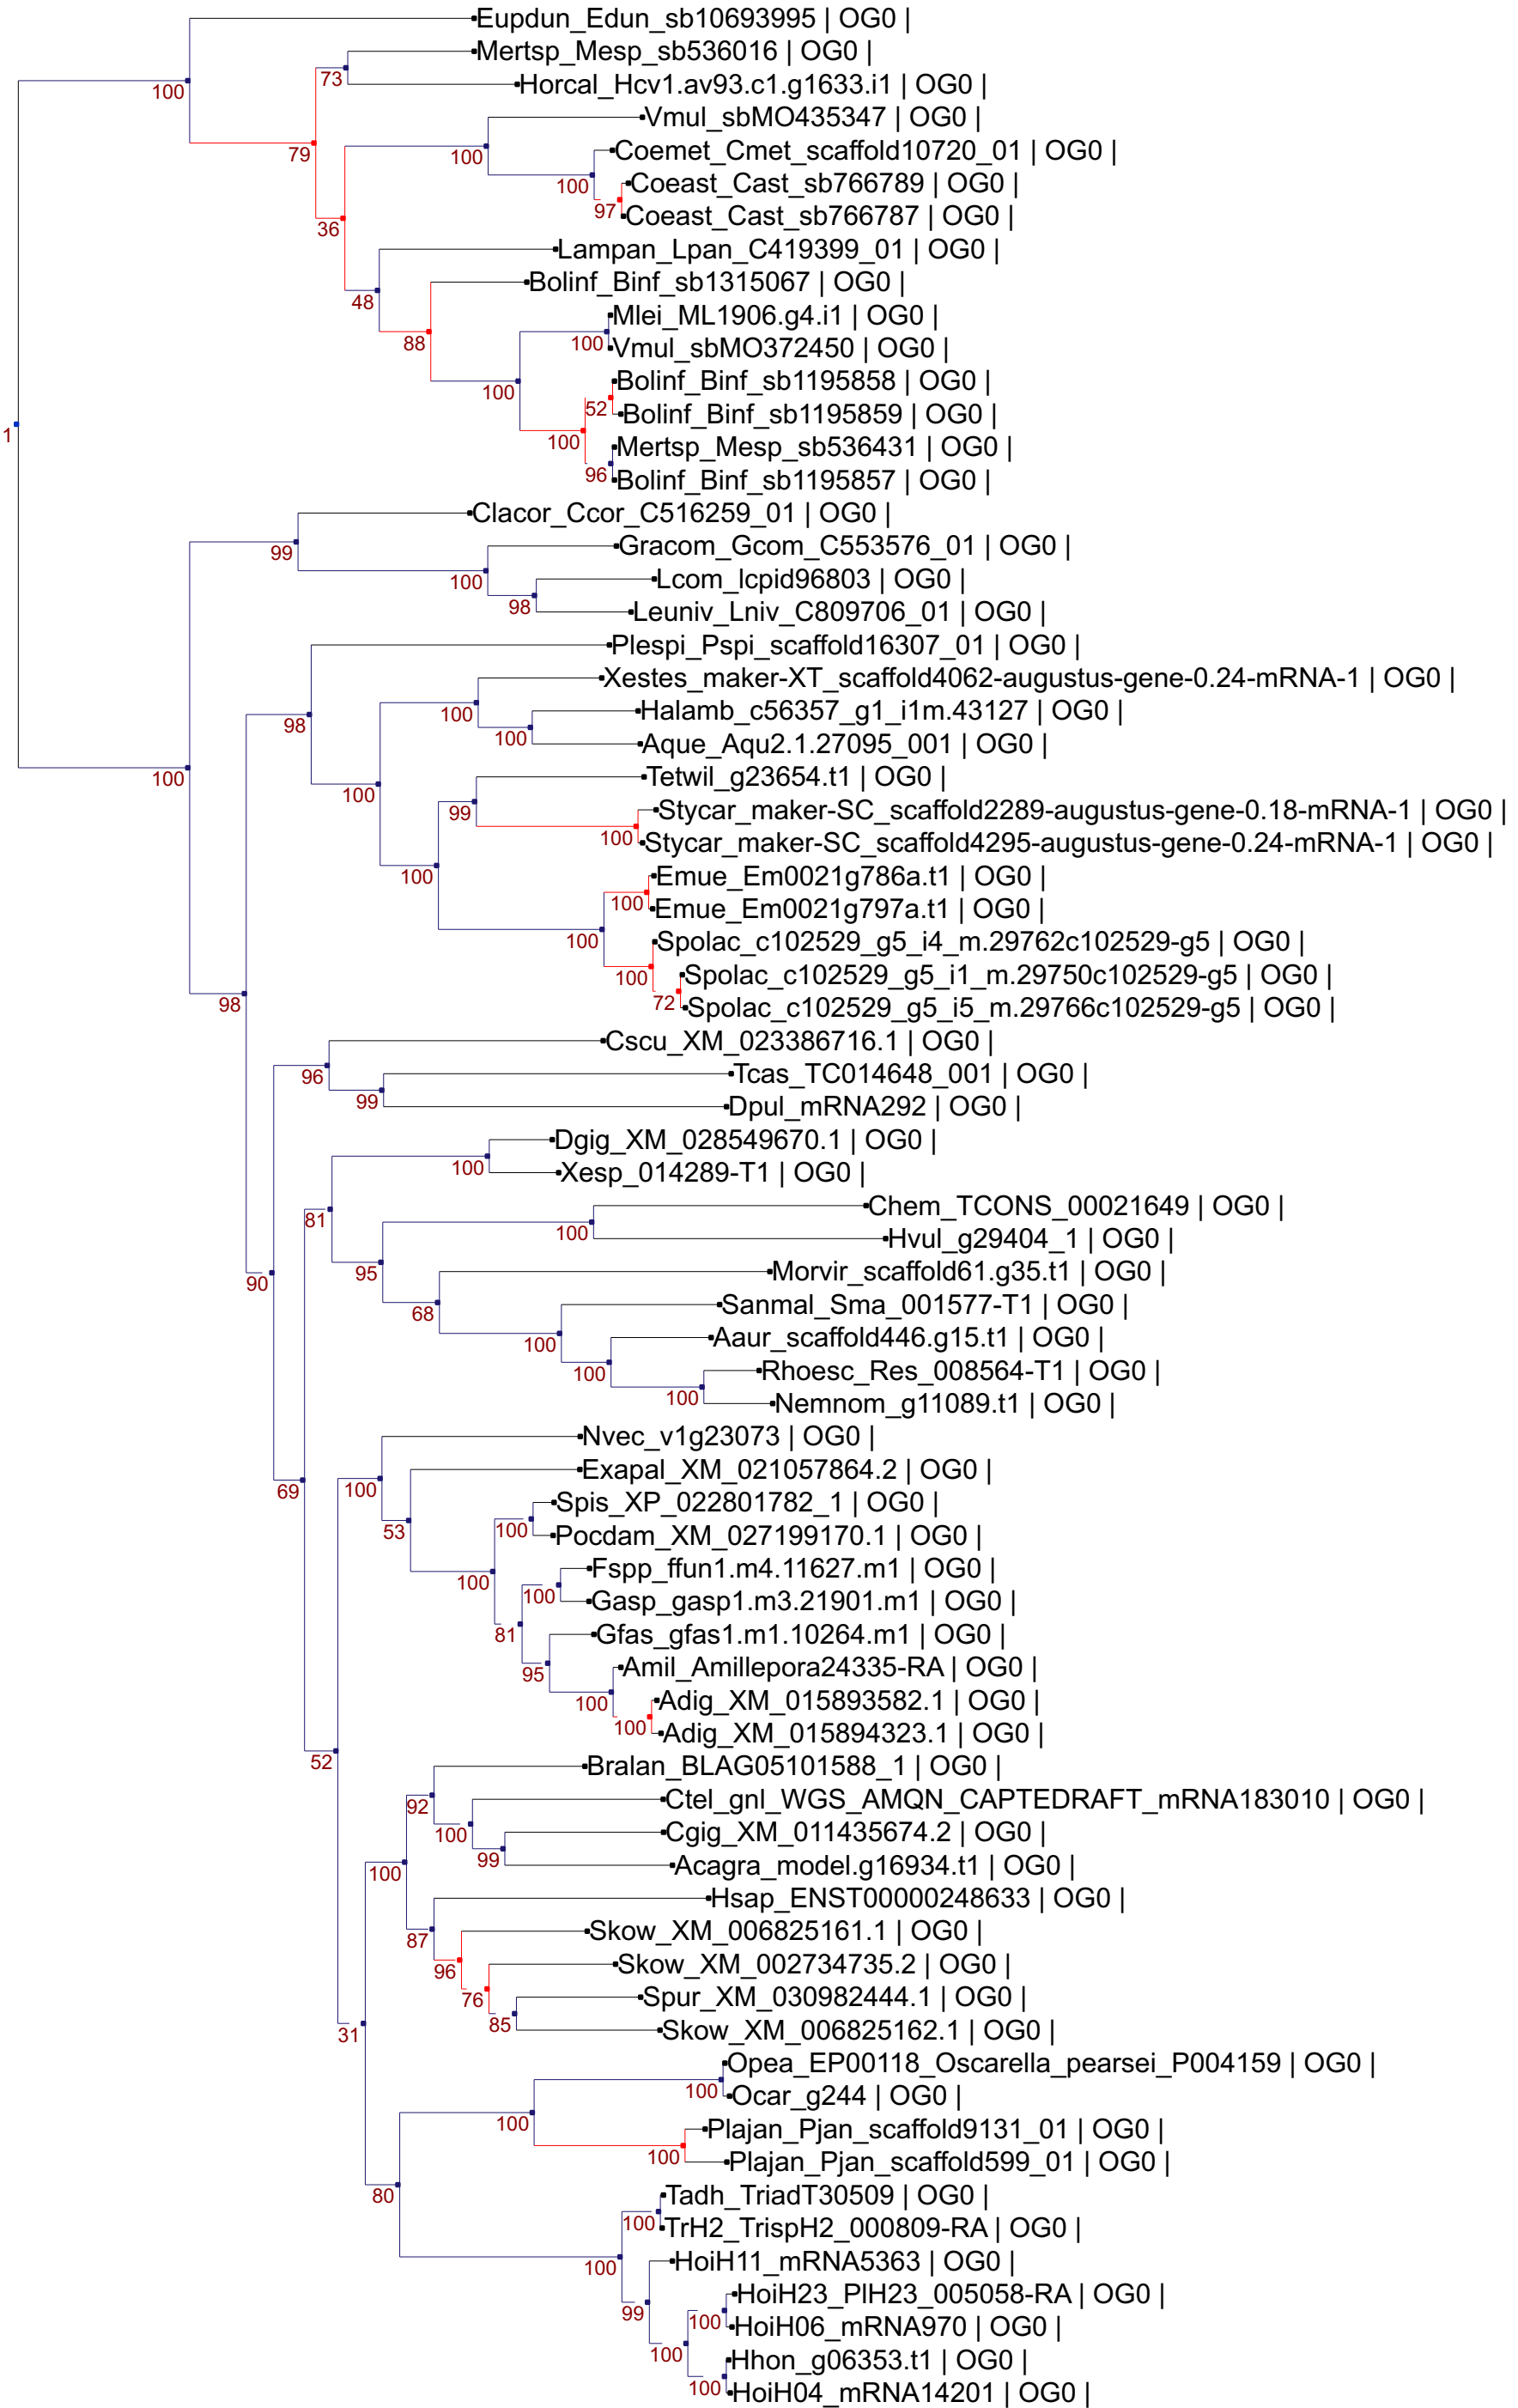 Eupdun_Edun_sb10693995 | OG0 |
Mertsp_Mesp_sb536016 | OG0 |
73
Horcal_Hcv1.av93.c1.g1633.i1 | OG0 |
100
Vmul_sbMO435347 | OG0 |
79
100
Coemet_Cmet_scaffold10720_01 | OG0 |
100
Coeast_Cast_sb766789 | OG0 |
97
Coeast_Cast_sb766787 | OG0 |
36
Lampan_Lpan_C419399_01 | OG0 |
Bolinf_Binf_sb1315067 | OG0 |
48
Mlei_ML1906.g4.i1 | OG0 |
88
100
Vmul_sbMO372450 | OG0 |
Bolinf_Binf_sb1195858 | OG0 |
100
52
Bolinf_Binf_sb1195859 | OG0 |
1
100
Mertsp_Mesp_sb536431 | OG0 |
96
Bolinf_Binf_sb1195857 | OG0 |
Clacor_Ccor_C516259_01 | OG0 |
99
Gracom_Gcom_C553576_01 | OG0 |
100
Lcom_lcpid96803 | OG0 |
98
Leuniv_Lniv_C809706_01 | OG0 |
Plespi_Pspi_scaffold16307_01 | OG0 |
Xestes_maker-XT_scaffold4062-augustus-gene-0.24-mRNA-1 | OG0 |
98
100
Halamb_c56357_g1_i1m.43127 | OG0 |
100
Aque_Aqu2.1.27095_001 | OG0 |
100
100
Tetwil_g23654.t1 | OG0 |
99
Stycar_maker-SC_scaffold2289-augustus-gene-0.18-mRNA-1 | OG0 |
100
Stycar_maker-SC_scaffold4295-augustus-gene-0.24-mRNA-1 | OG0 |
100
Emue_Em0021g786a.t1 | OG0 |
100
Emue_Em0021g797a.t1 | OG0 |
100
Spolac_c102529_g5_i4_m.29762c102529-g5 | OG0 |
100
Spolac_c102529_g5_i1_m.29750c102529-g5 | OG0 |
98
72
Spolac_c102529_g5_i5_m.29766c102529-g5 | OG0 |
Cscu_XM_023386716.1 | OG0 |
96
Tcas_TC014648_001 | OG0 |
99
Dpul_mRNA292 | OG0 |
Dgig_XM_028549670.1 | OG0 |
100
Xesp_014289-T1 | OG0 |
Chem_TCONS_00021649 | OG0 |
81
100
Hvul_g29404_1 | OG0 |
95
Morvir_scaffold61.g35.t1 | OG0 |
90
Sanmal_Sma_001577-T1 | OG0 |
68
100
Aaur_scaffold446.g15.t1 | OG0 |
100
Rhoesc_Res_008564-T1 | OG0 |
100
Nemnom_g11089.t1 | OG0 |
Nvec_v1g23073 | OG0 |
Exapal_XM_021057864.2 | OG0 |
69
100
Spis_XP_022801782_1 | OG0 |
53
100
Pocdam_XM_027199170.1 | OG0 |
Fspp_ffun1.m4.11627.m1 | OG0 |
100
100
Gasp_gasp1.m3.21901.m1 | OG0 |
81
Gfas_gfas1.m1.10264.m1 | OG0 |
95
Amil_Amillepora24335-RA | OG0 |
100
Adig_XM_015893582.1 | OG0 |
100
Adig_XM_015894323.1 | OG0 |
52
Bralan_BLAG05101588_1 | OG0 |
92
Ctel_gnl_WGS_AMQN_CAPTEDRAFT_mRNA183010 | OG0 |
100
Cgig_XM_011435674.2 | OG0 |
99
Acagra_model.g16934.t1 | OG0 |
100
Hsap_ENST00000248633 | OG0 |
87
Skow_XM_006825161.1 | OG0 |
96
Skow_XM_002734735.2 | OG0 |
76
Spur_XM_030982444.1 | OG0 |
85
Skow_XM_006825162.1 | OG0 |
31
Opea_EP00118_Oscarella_pearsei_P004159 | OG0 |
100
Ocar_g244 | OG0 |
100
Plajan_Pjan_scaffold9131_01 | OG0 |
100
Plajan_Pjan_scaffold599_01 | OG0 |
80
Tadh_TriadT30509 | OG0 |
100
TrH2_TrispH2_000809-RA | OG0 |
100
HoiH11_mRNA5363 | OG0 |
HoiH23_PlH23_005058-RA | OG0 |
99
100
HoiH06_mRNA970 | OG0 |
100
Hhon_g06353.t1 | OG0 |
100
HoiH04_mRNA14201 | OG0 |